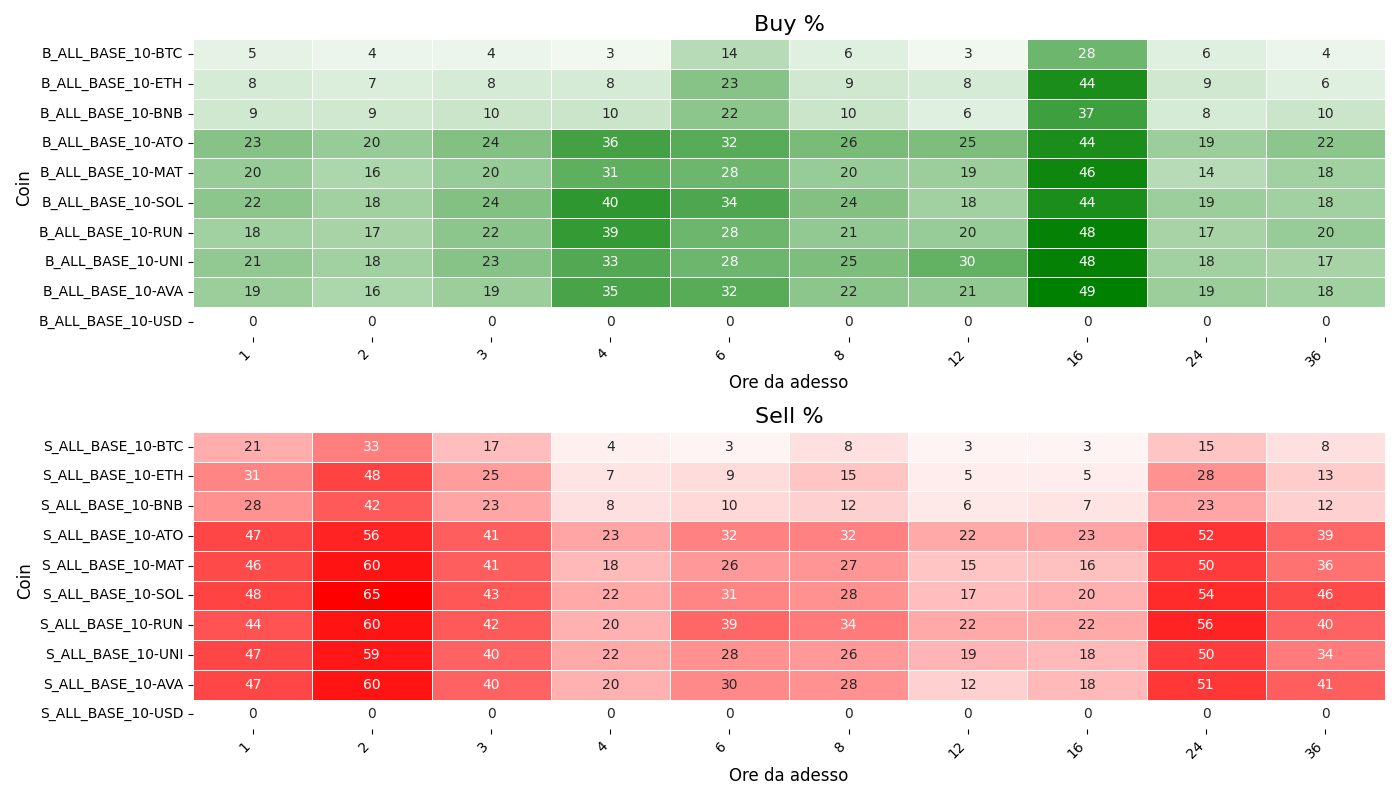 Buy %
Coin
B_ALL_BASE_10-BTC 5 4 4 3 14 6 3 28 6 4
B_ALL_BASE_10-ETH 8 7 8 8 23 9 8 44 9 6
B_ALL_BASE_10-BNB 9 9 10 10 22 10 6 37 8 10
B_ALL_BASE_10-ATO 23 20 24 36 32 26 25 44 19 22
B_ALL_BASE_10-MAT 20 16 20 31 28 20 19 46 14 18
B_ALL_BASE_10-SOL 22 18 24 40 34 24 18 44 19 18
B_ALL_BASE_10-RUN 18 17 22 39 28 21 20 48 17 20
B_ALL_BASE_10-UNI 21 18 23 33 28 25 30 48 18 17
B_ALL_BASE_10-AVA 19 16 19 35 32 22 21 49 19 18
B_ALL_BASE_10-USD 0 0 0 0 0 0 0 0 0 0
1 2 3 4 6 8 12 16 24 36
Ore da adesso
Sell %
Coin
S_ALL_BASE_10-BTC 21 33 17 4 3 8 3 3 15 8
S_ALL_BASE_10-ETH 31 48 25 7 9 15 5 5 28 13
S_ALL_BASE_10-BNB 28 42 23 8 10 12 6 7 23 12
S_ALL_BASE_10-ATO 47 56 41 23 32 32 22 23 52 39
S_ALL_BASE_10-MAT 46 60 41 18 26 27 15 16 50 36
S_ALL_BASE_10-SOL 48 65 43 22 31 28 17 20 54 46
S_ALL_BASE_10-RUN 44 60 42 20 39 34 22 22 56 40
S_ALL_BASE_10-UNI 47 59 40 22 28 26 19 18 50 34
S_ALL_BASE_10-AVA 47 60 40 20 30 28 12 18 51 41
S_ALL_BASE_10-USD 0 0 0 0 0 0 0 0 0 0
1 2 3 4 6 8 12 16 24 36
Ore da adesso